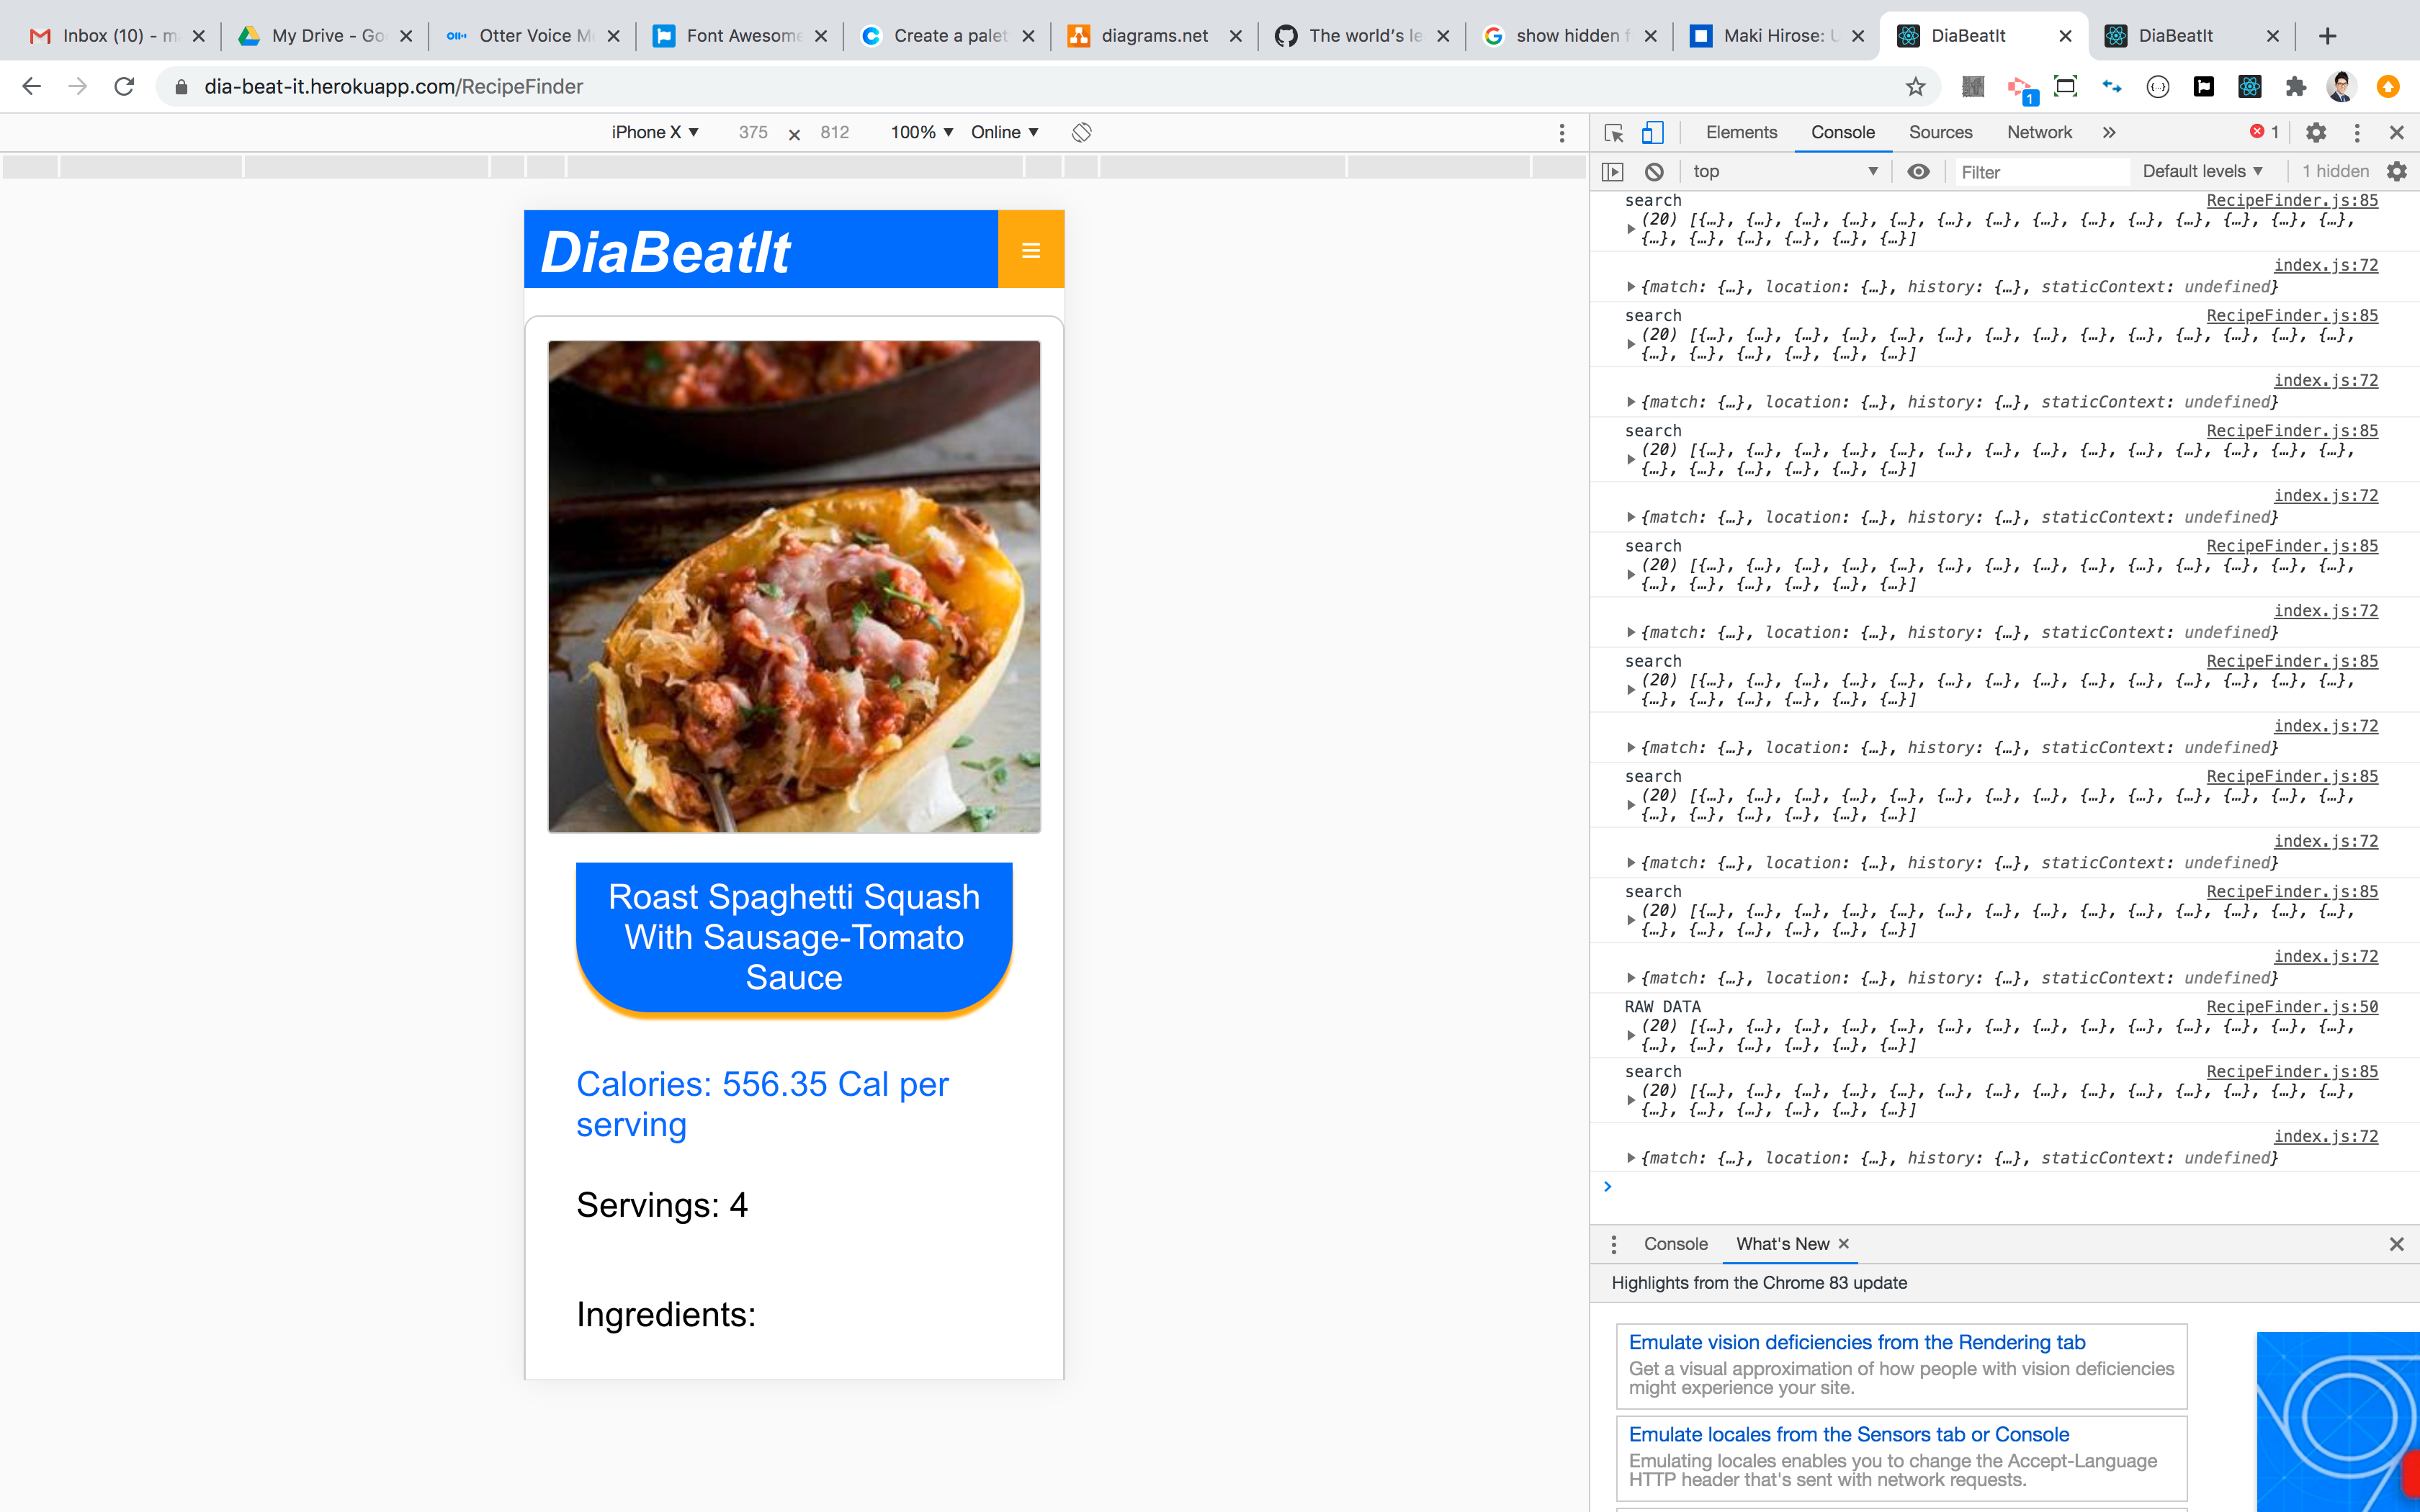 Inbox (10) - m
My Drive - Go
Otter Voice M
Font Awesome
Create a palet
diagrams.net
The world's le
show hidden f
Maki Hirose: U
DiaBeatIt
DiaBeatIt
dia-beat-it.herokuapp.com/RecipeFinder
1
iPhone X ▼ 375 × 812 100% ▼ Online ▼
Elements Console Sources Network » 1
top ▼ Filter Default levels ▼ 1 hidden
DiaBeatIt
Roast Spaghetti Squash
With Sausage-Tomato
Sauce
Calories: 556.35 Cal per
serving
Servings: 4
Ingredients:
search RecipeFinder.js:85
(20) [{…}, {…}, {…}, {…}, {…}, {…}, {…}, {…}, {…}, {…}, {…}, {…}, {…}, {…},
{…}, {…}, {…}, {…}, {…}, {…}]
index.js:72
{match: {…}, location: {…}, history: {…}, staticContext: undefined}
search RecipeFinder.js:85
(20) [{…}, {…}, {…}, {…}, {…}, {…}, {…}, {…}, {…}, {…}, {…}, {…}, {…}, {…},
{…}, {…}, {…}, {…}, {…}, {…}]
index.js:72
{match: {…}, location: {…}, history: {…}, staticContext: undefined}
search RecipeFinder.js:85
(20) [{…}, {…}, {…}, {…}, {…}, {…}, {…}, {…}, {…}, {…}, {…}, {…}, {…}, {…},
{…}, {…}, {…}, {…}, {…}, {…}]
index.js:72
{match: {…}, location: {…}, history: {…}, staticContext: undefined}
search RecipeFinder.js:85
(20) [{…}, {…}, {…}, {…}, {…}, {…}, {…}, {…}, {…}, {…}, {…}, {…}, {…}, {…},
{…}, {…}, {…}, {…}, {…}, {…}]
index.js:72
{match: {…}, location: {…}, history: {…}, staticContext: undefined}
search RecipeFinder.js:85
(20) [{…}, {…}, {…}, {…}, {…}, {…}, {…}, {…}, {…}, {…}, {…}, {…}, {…}, {…},
{…}, {…}, {…}, {…}, {…}, {…}]
index.js:72
{match: {…}, location: {…}, history: {…}, staticContext: undefined}
search RecipeFinder.js:85
(20) [{…}, {…}, {…}, {…}, {…}, {…}, {…}, {…}, {…}, {…}, {…}, {…}, {…}, {…},
{…}, {…}, {…}, {…}, {…}, {…}]
index.js:72
{match: {…}, location: {…}, history: {…}, staticContext: undefined}
search RecipeFinder.js:85
(20) [{…}, {…}, {…}, {…}, {…}, {…}, {…}, {…}, {…}, {…}, {…}, {…}, {…}, {…},
{…}, {…}, {…}, {…}, {…}, {…}]
index.js:72
{match: {…}, location: {…}, history: {…}, staticContext: undefined}
RAW DATA RecipeFinder.js:50
(20) [{…}, {…}, {…}, {…}, {…}, {…}, {…}, {…}, {…}, {…}, {…}, {…}, {…}, {…},
{…}, {…}, {…}, {…}, {…}, {…}]
search RecipeFinder.js:85
(20) [{…}, {…}, {…}, {…}, {…}, {…}, {…}, {…}, {…}, {…}, {…}, {…}, {…}, {…},
{…}, {…}, {…}, {…}, {…}, {…}]
index.js:72
{match: {…}, location: {…}, history: {…}, staticContext: undefined}
Console What's New
Highlights from the Chrome 83 update
Emulate vision deficiencies from the Rendering tab
Get a visual approximation of how people with vision deficiencies
might experience your site.
Emulate locales from the Sensors tab or Console
Emulating locales enables you to change the Accept-Language
HTTP header that's sent with network requests.